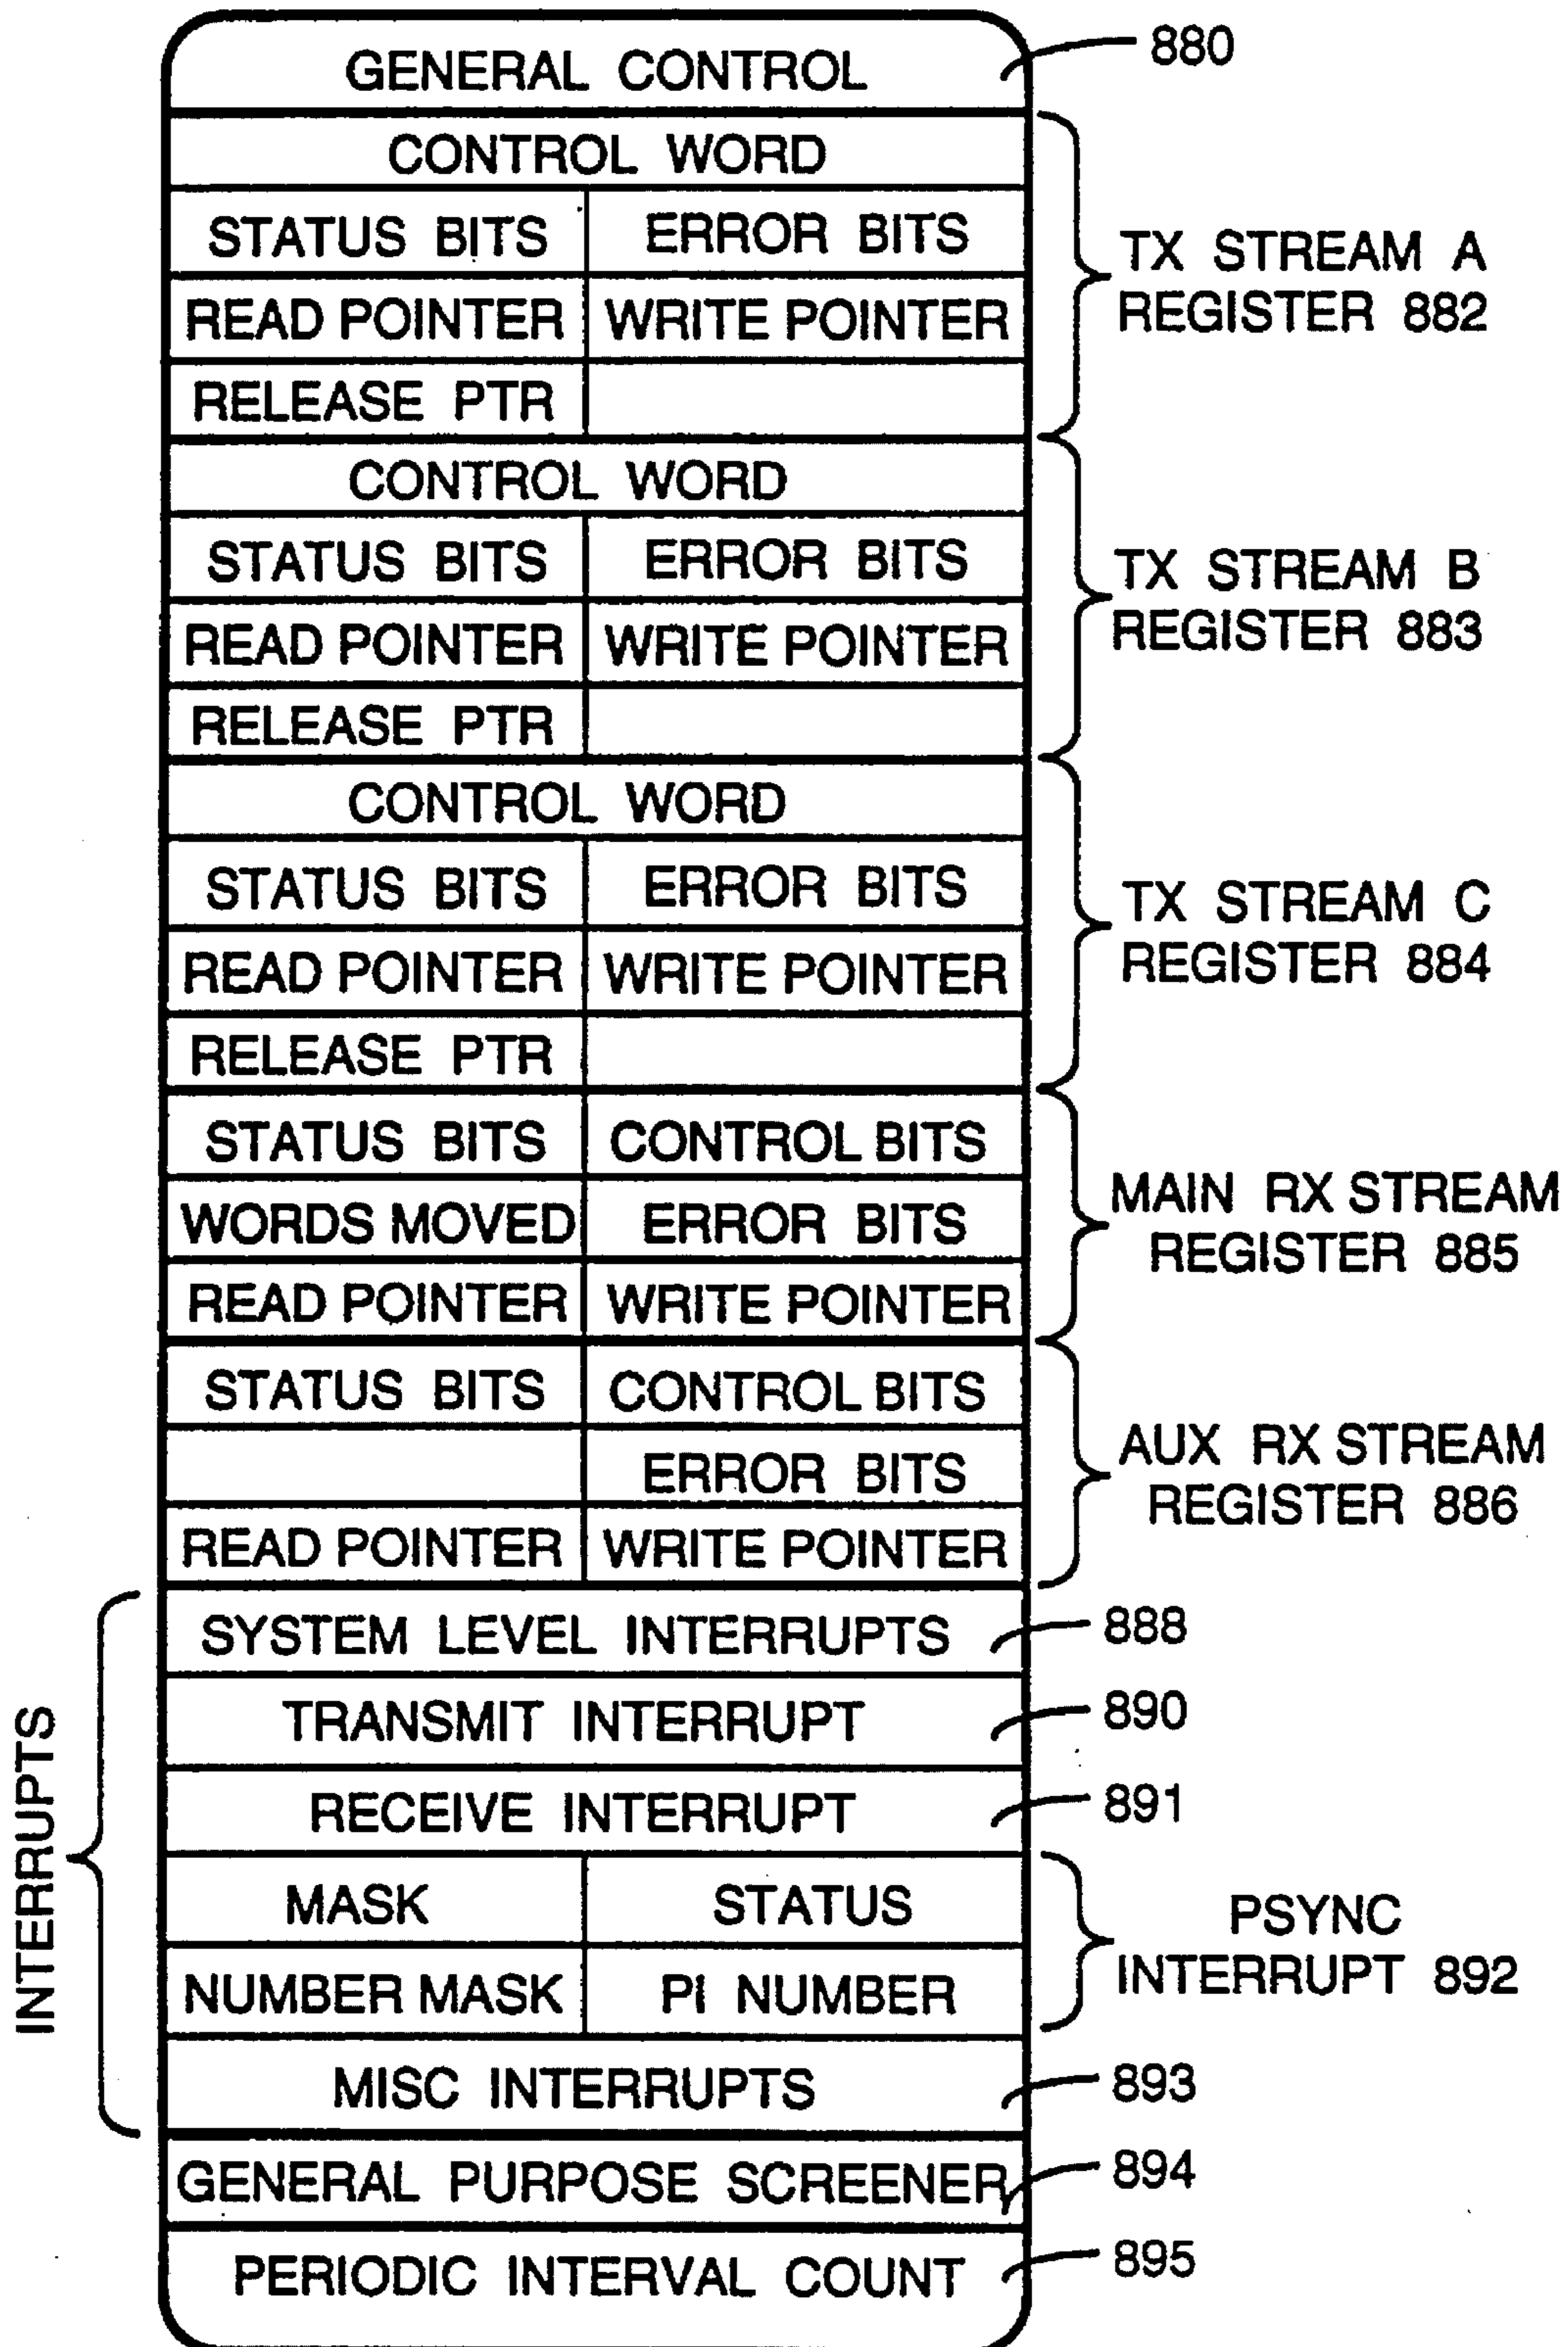 GENERAL CONTROL
880
CONTROL WORD
STATUS BITS ERROR BITS
READ POINTER WRITE POINTER
RELEASE PTR
TX STREAM A
REGISTER 882
CONTROL WORD
STATUS BITS ERROR BITS
READ POINTER WRITE POINTER
RELEASE PTR
TX STREAM B
REGISTER 883
CONTROL WORD
STATUS BITS ERROR BITS
READ POINTER WRITE POINTER
RELEASE PTR
TX STREAM C
REGISTER 884
STATUS BITS CONTROL BITS
WORDS MOVED ERROR BITS
READ POINTER WRITE POINTER
MAIN RX STREAM
REGISTER 885
STATUS BITS CONTROL BITS
ERROR BITS
READ POINTER WRITE POINTER
AUX RX STREAM
REGISTER 886
INTERRUPTS
SYSTEM LEVEL INTERRUPTS 888
TRANSMIT INTERRUPT 890
RECEIVE INTERRUPT 891
MASK STATUS
NUMBER MASK PI NUMBER
PSYNC
INTERRUPT 892
MISC INTERRUPTS 893
GENERAL PURPOSE SCREENER 894
PERIODIC INTERVAL COUNT 895